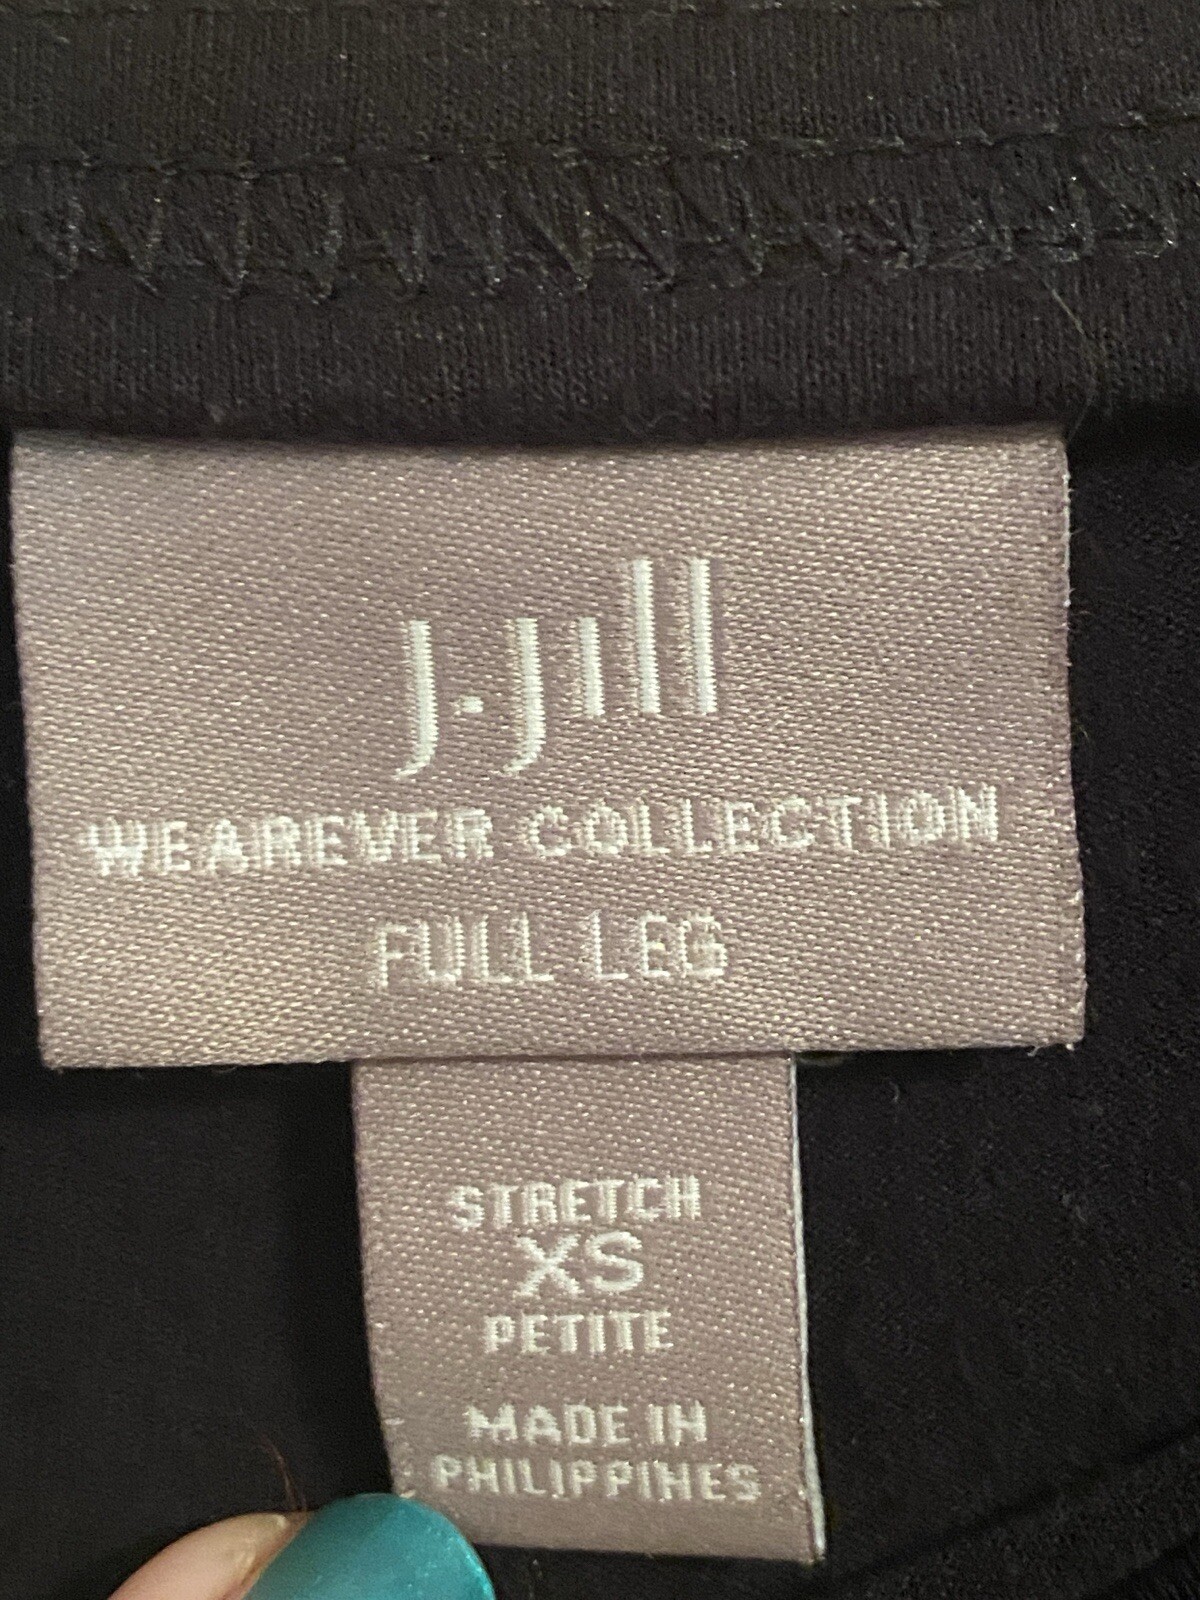 J.Jill
WEAREVER COLLECTION
FULL LEG
STRETCH
XS
PETITE
MADE IN
PHILIPPINES